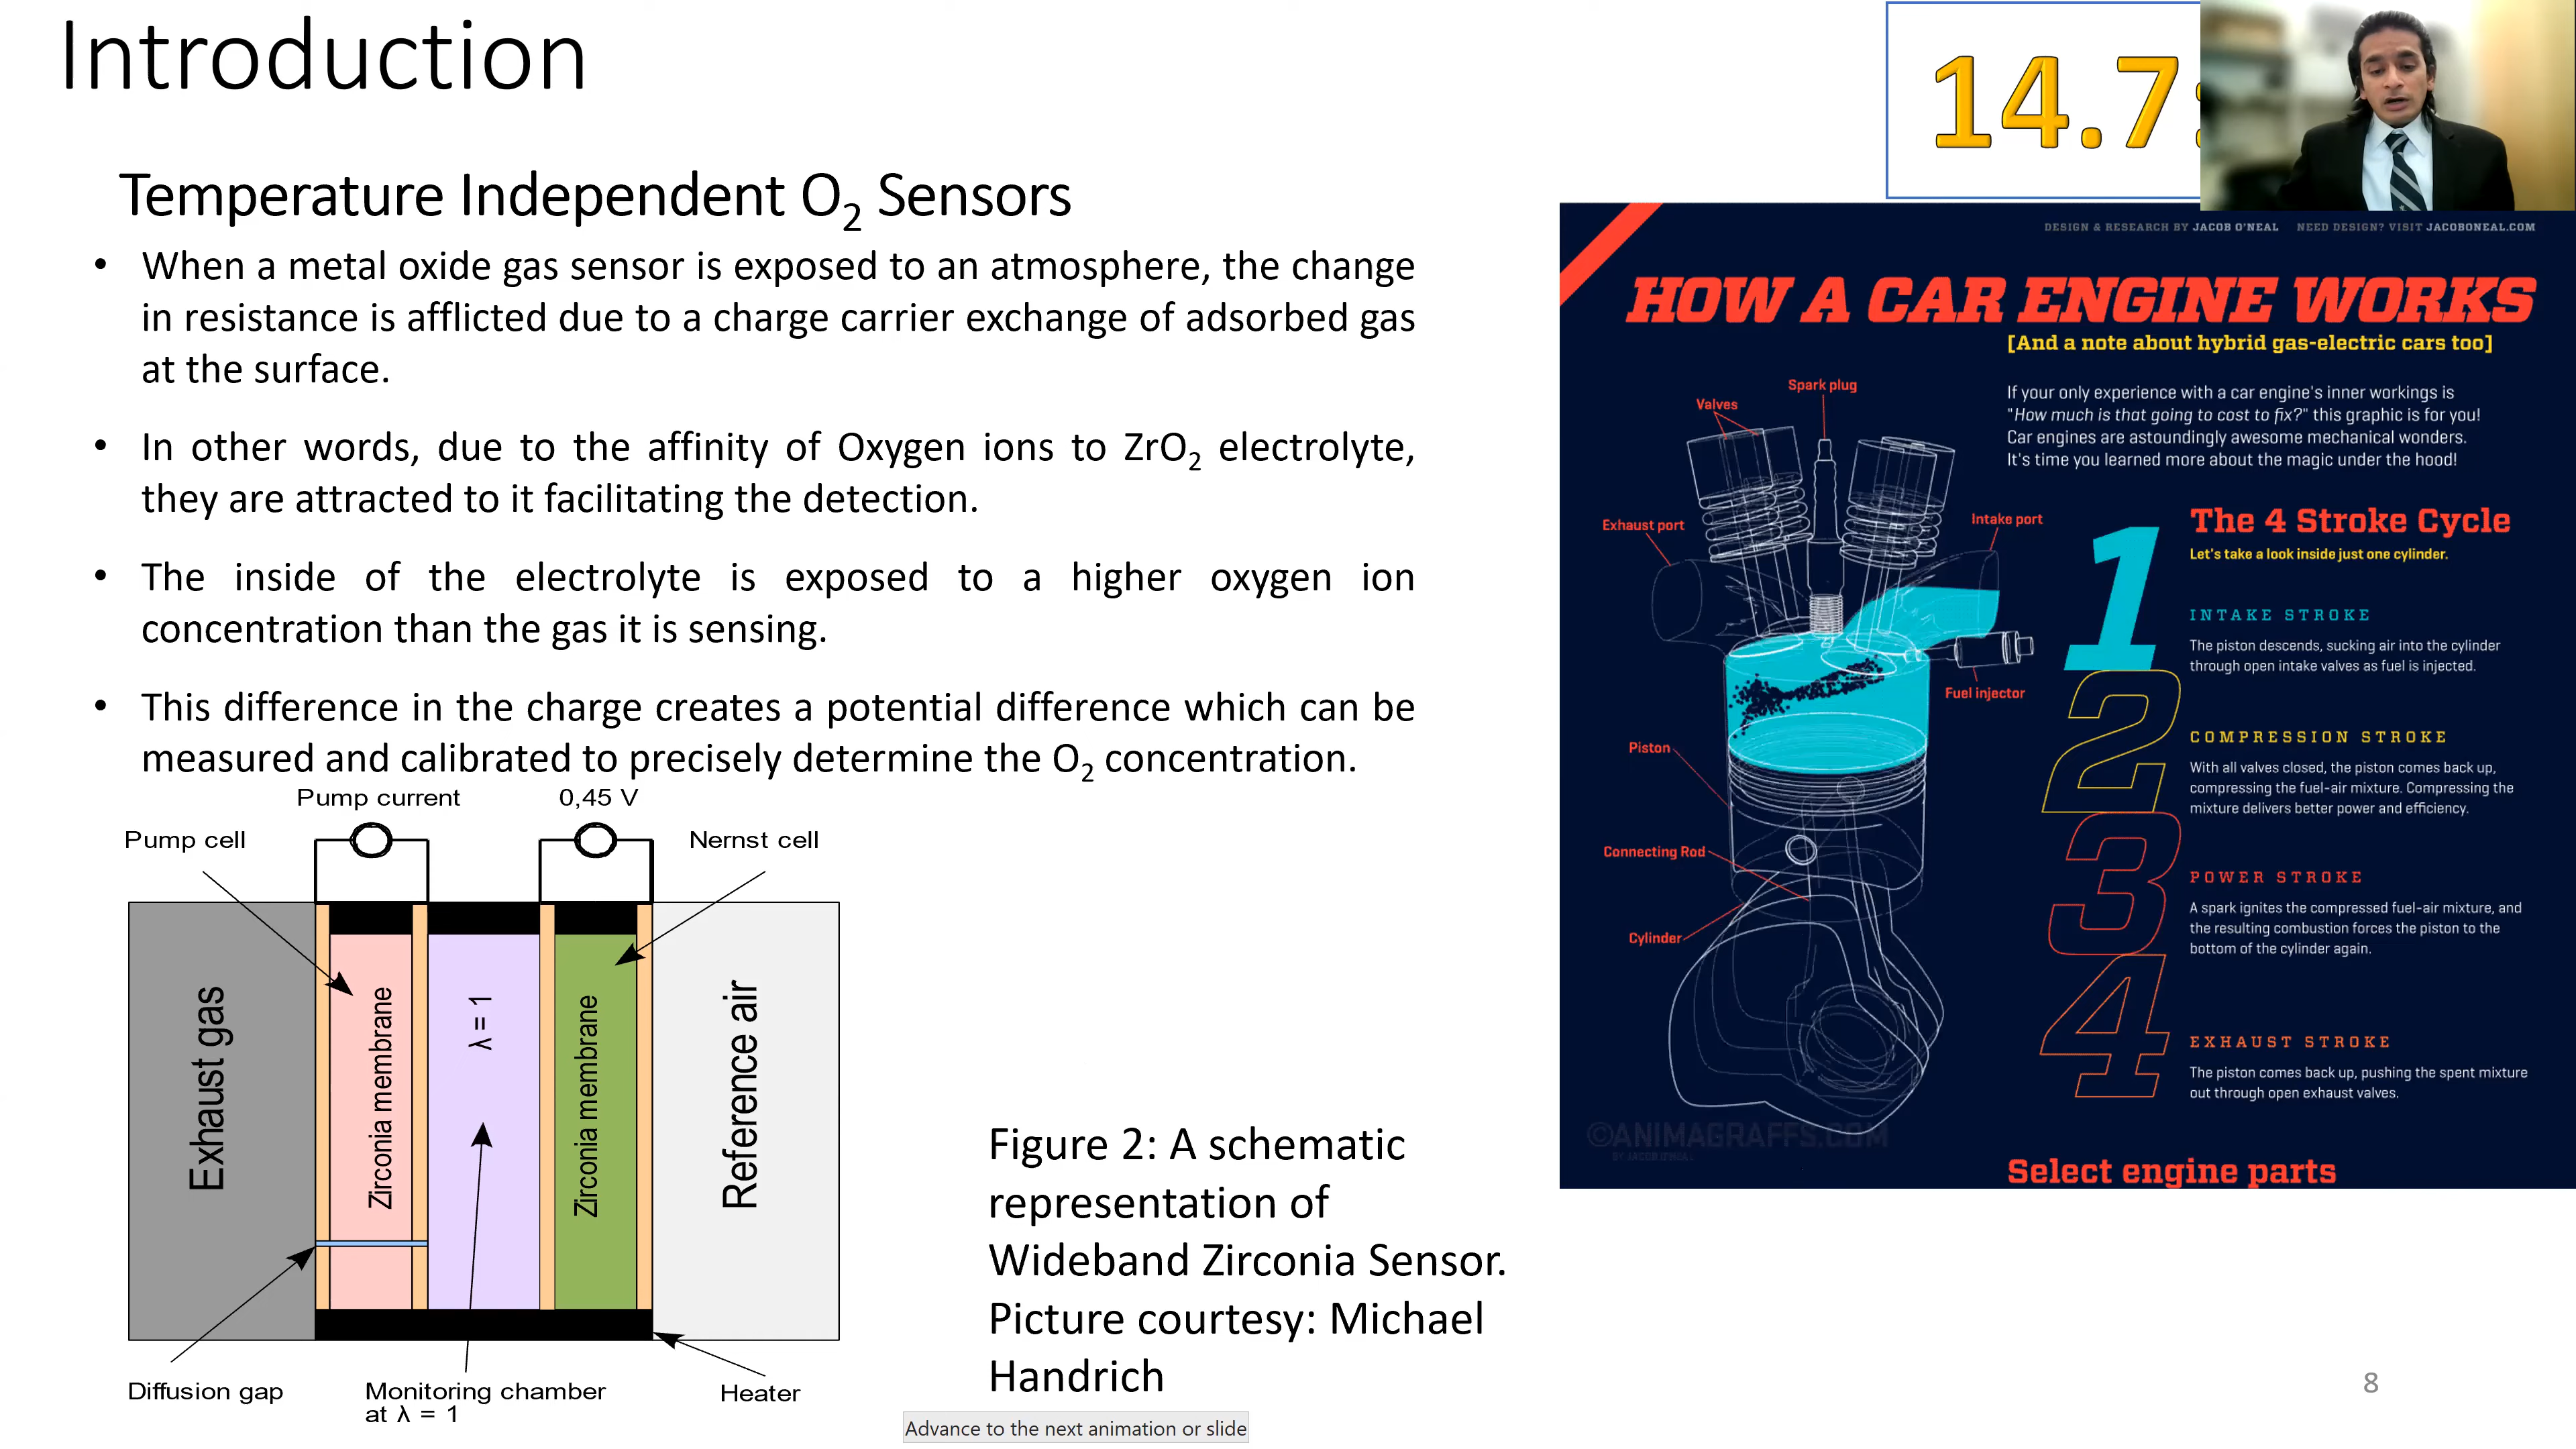 Introduction
14.7:
Temperature Independent O2 Sensors
• When a metal oxide gas sensor is exposed to an atmosphere, the change
in resistance is afflicted due to a charge carrier exchange of adsorbed gas
at the surface.
• In other words, due to the affinity of Oxygen ions to ZrO2 electrolyte,
they are attracted to it facilitating the detection.
• The inside of the electrolyte is exposed to a higher oxygen ion
concentration than the gas it is sensing.
• This difference in the charge creates a potential difference which can be
measured and calibrated to precisely determine the O2 concentration.
Pump current
0,45 V
Pump cell
Nernst cell
Exhaust gas
Zirconia membrane
λ = 1
Zirconia membrane
Reference air
Diffusion gap
Monitoring chamber
at λ = 1
Heater
Figure 2: A schematic
representation of
Wideband Zirconia Sensor.
Picture courtesy: Michael
Handrich
DESIGN & RESEARCH BY JACOB O'NEAL NEED DESIGN? VISIT JACOBONEAL.COM
HOW A CAR ENGINE WORKS
[And a note about hybrid gas-electric cars too]
If your only experience with a car engine's inner workings is
"How much is that going to cost to fix?" this graphic is for you!
Car engines are astoundingly awesome mechanical wonders.
It's time you learned more about the magic under the hood!
Spark plug
Valves
Exhaust port
Intake port
Fuel injector
Piston
Connecting Rod
Cylinder
The 4 Stroke Cycle
Let's take a look inside just one cylinder.
1
INTAKE STROKE
The piston descends, sucking air into the cylinder
through open intake valves as fuel is injected.
2
COMPRESSION STROKE
With all valves closed, the piston comes back up,
compressing the fuel-air mixture. Compressing the
mixture delivers better power and efficiency.
3
POWER STROKE
A spark ignites the compressed fuel-air mixture, and
the resulting combustion forces the piston to the
bottom of the cylinder again.
4
EXHAUST STROKE
The piston comes back up, pushing the spent mixture
out through open exhaust valves.
©ANIMAGRAFFS.COM
BY JACOB O'NEAL
Select engine parts
8
Advance to the next animation or slide